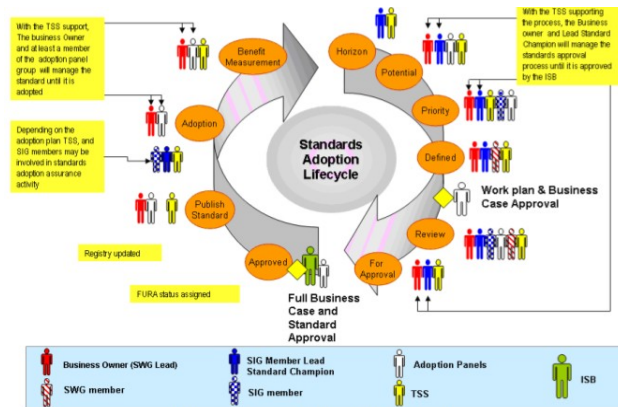 With the TSS support,
The business Owner
and at least a member
of the adoption panel
group will manage the
standard until it is
adopted
Depending on the
adoption plan TSS, and
SIG members may be
involved in standards
adoption assurance
activity
Registry updated
FURA status assigned
With the TSS supporting
the process, the Business
owner and Lead Standard
Champion will manage the
standards approval
process until it is approved
by the ISB
Standards
Adoption
Lifecycle
Horizon
Potential
Priority
Defined
Review
For
Approval
Approved
Publish
Standard
Adoption
Benefit
Measurement
Work plan & Business
Case Approval
Full Business
Case and
Standard
Approval
Business Owner (SWG Lead)
SWG member
SIG Member Lead
Standard Champion
SIG member
Adoption Panels
TSS
ISB